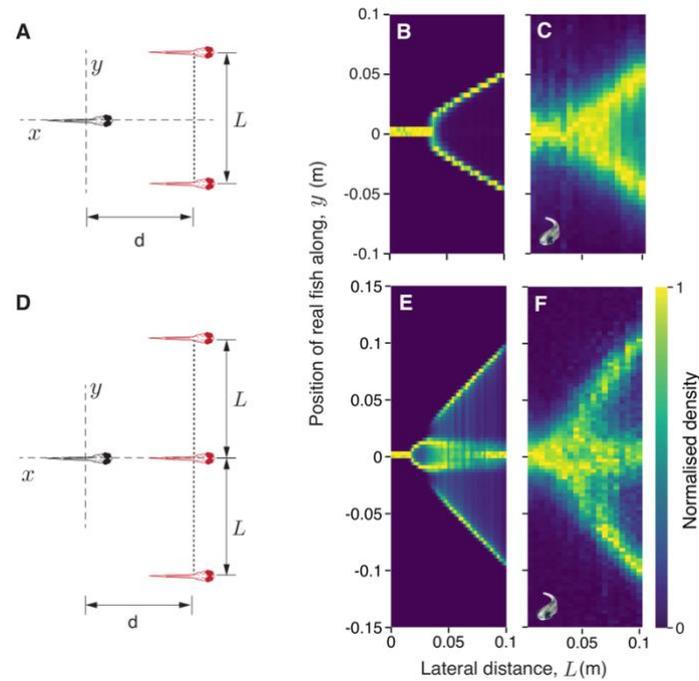 A
y
x
L
d
B
C
0.1
0.05
0
-0.05
-0.1
Position of real fish along, y (m)
D
y
x
L
L
d
E
F
0.15
0.1
0.05
0
-0.05
-0.1
-0.15
0
0.05
0.1
0.05
0.1
Lateral distance, L(m)
1
0
Normalised density